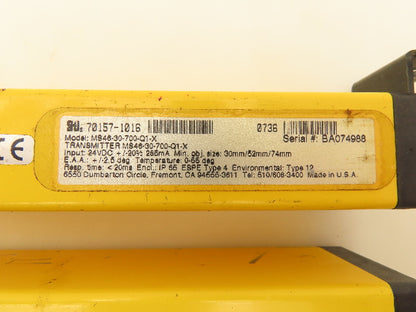 SKU: 70157-1016 0736
Model: MS46-30-700-Q1-X Serial #: BA074988
TRANSMITTER MS46-30-700-Q1-X
Input: 24VDC +/-20% 285mA Min. obj. size: 30mm/52mm/74mm
E.A.A.: +/-2.5 deg Temperature: 0-55 deg
Resp. time: < 20ms Encl.: IP 65 ESPE Type 4 Environmental: Type 12
6550 Dumbarton Circle, Fremont, CA 94555-3611 Tel: 510/608-3400 Made in U.S.A.
CE